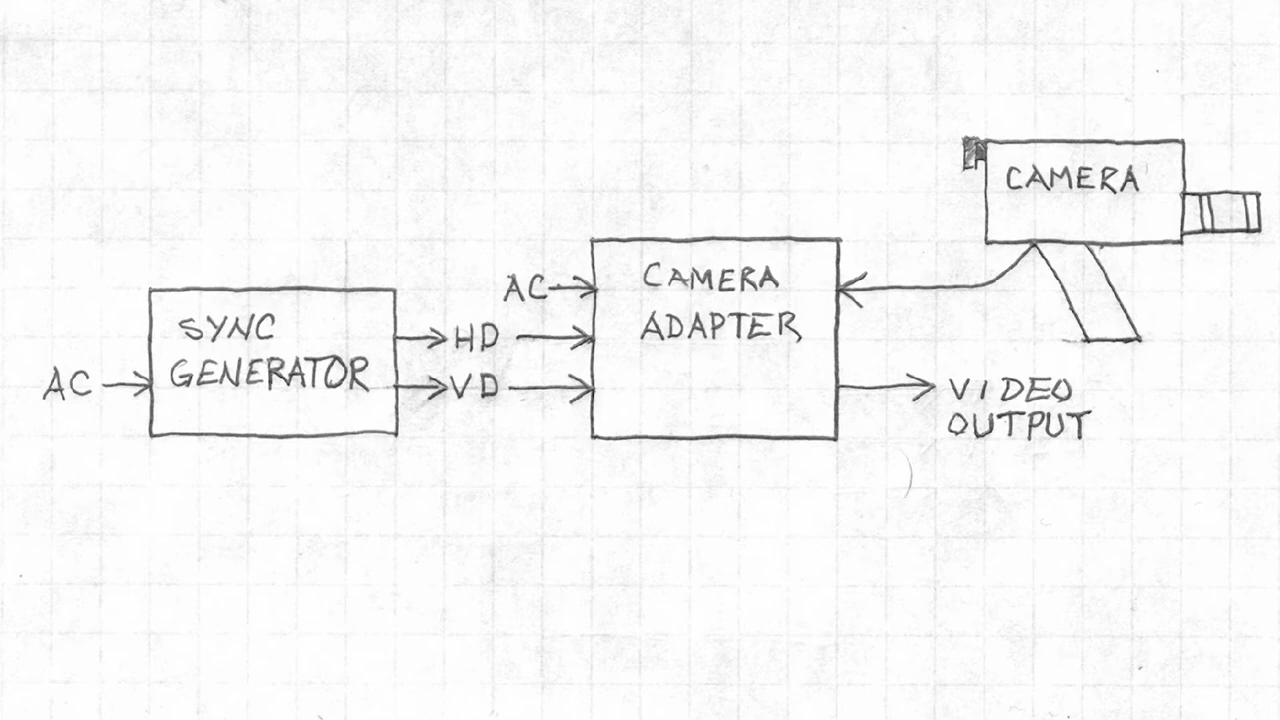 CAMERA
AC
CAMERA
ADAPTER
SYNC
GENERATOR
HD
AC
VD
VIDEO
OUTPUT